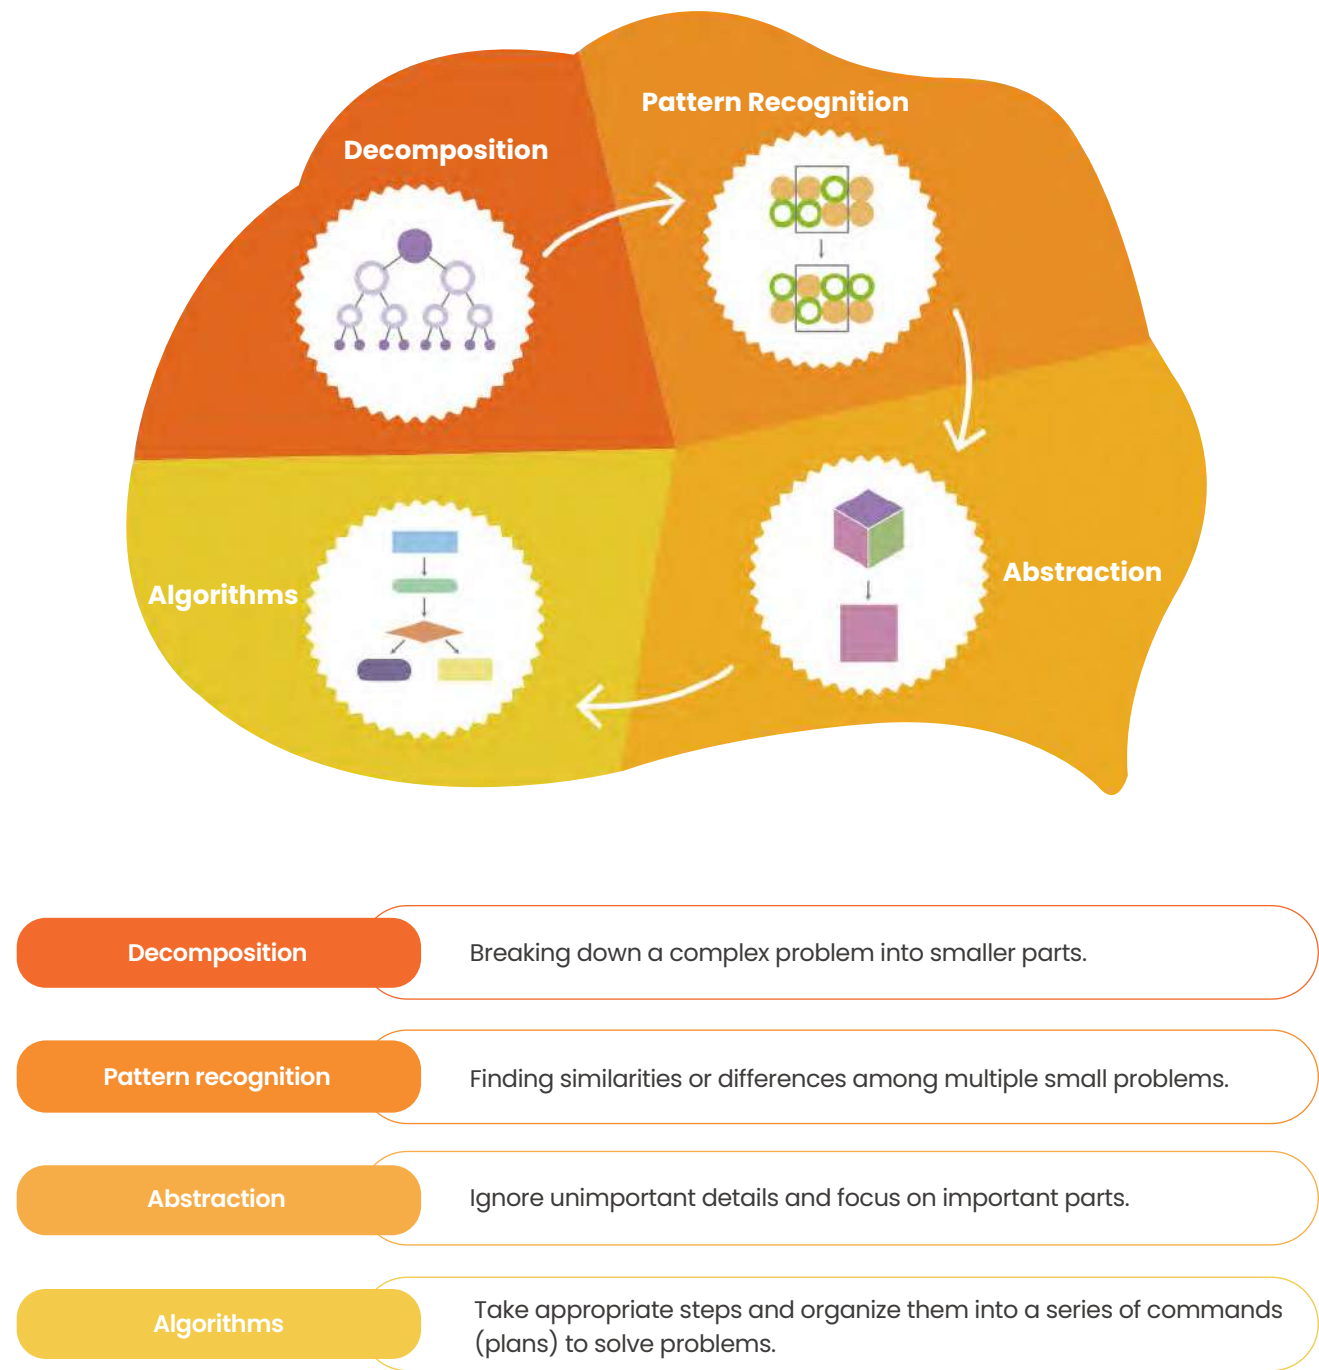 Pattern Recognition
Decomposition
Abstraction
Algorithms
Decomposition
Breaking down a complex problem into smaller parts.
Pattern recognition
Finding similarities or differences among multiple small problems.
Abstraction
Ignore unimportant details and focus on important parts.
Algorithms
Take appropriate steps and organize them into a series of commands
(plans) to solve problems.